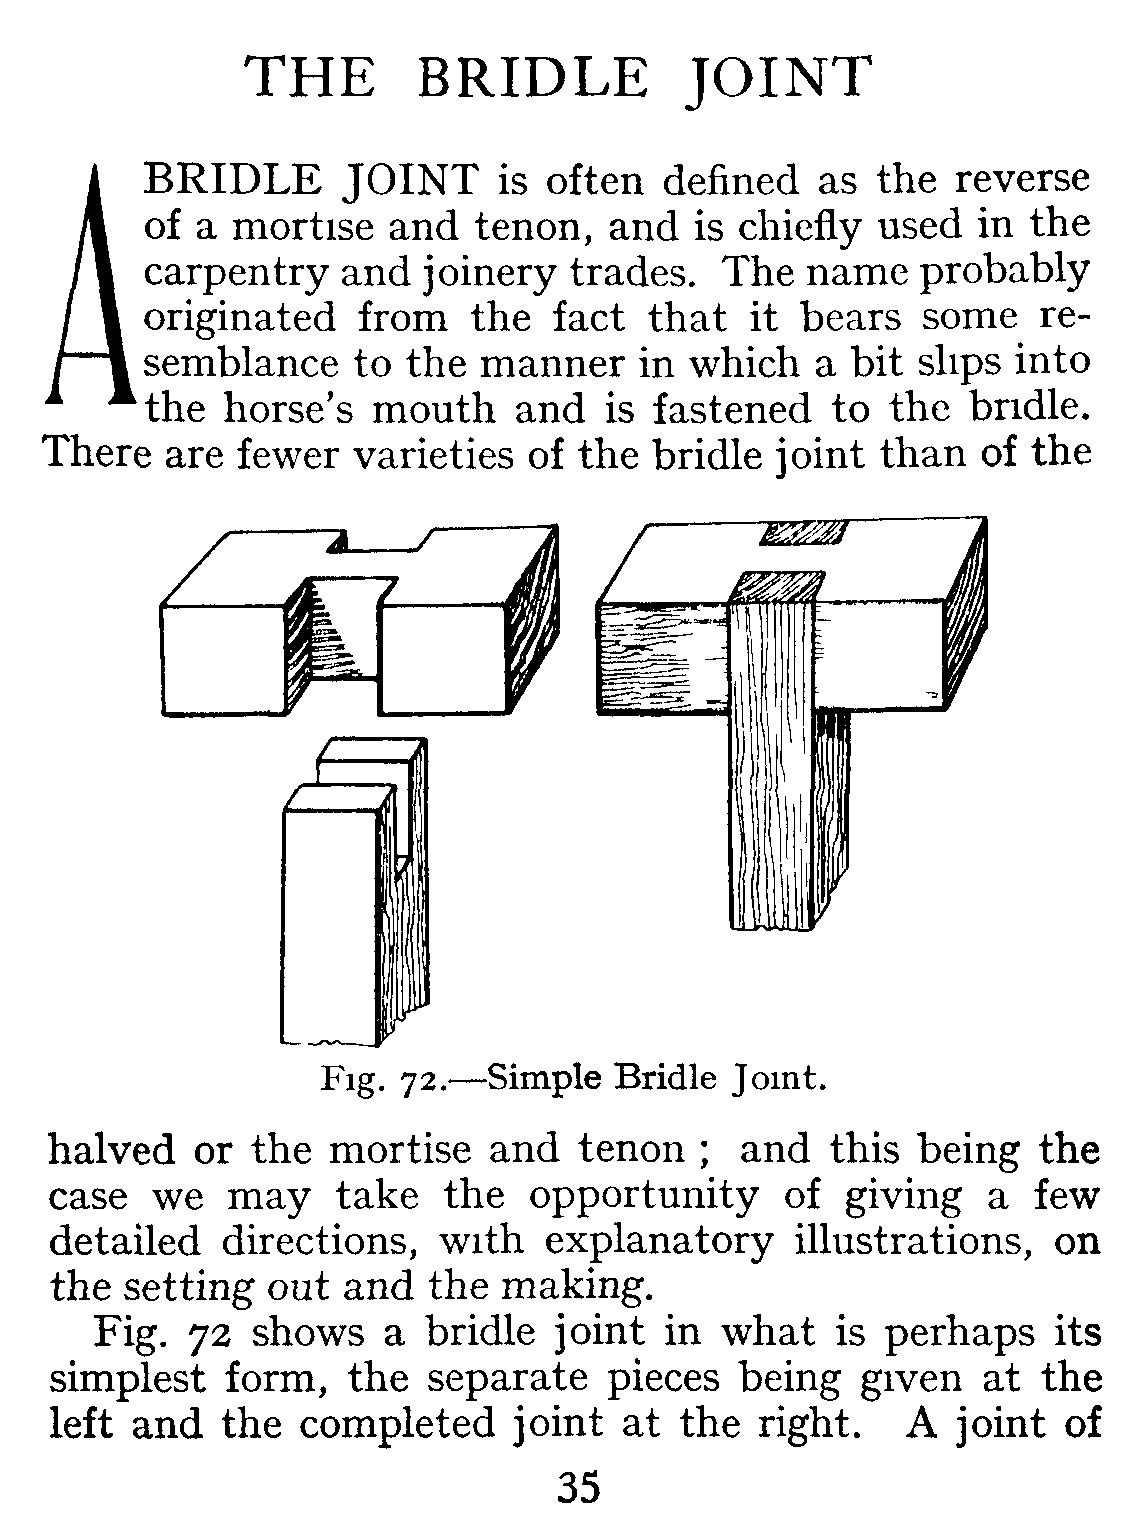 THE BRIDLE JOINT
A BRIDLE JOINT is often defined as the reverse
of a mortise and tenon, and is chiefly used in the
carpentry and joinery trades. The name probably
originated from the fact that it bears some re-
semblance to the manner in which a bit slips into
the horse's mouth and is fastened to the bridle.
There are fewer varieties of the bridle joint than of the
Fig. 72.—Simple Bridle Joint.
halved or the mortise and tenon ; and this being the
case we may take the opportunity of giving a few
detailed directions, with explanatory illustrations, on
the setting out and the making.
Fig. 72 shows a bridle joint in what is perhaps its
simplest form, the separate pieces being given at the
left and the completed joint at the right. A joint of
35